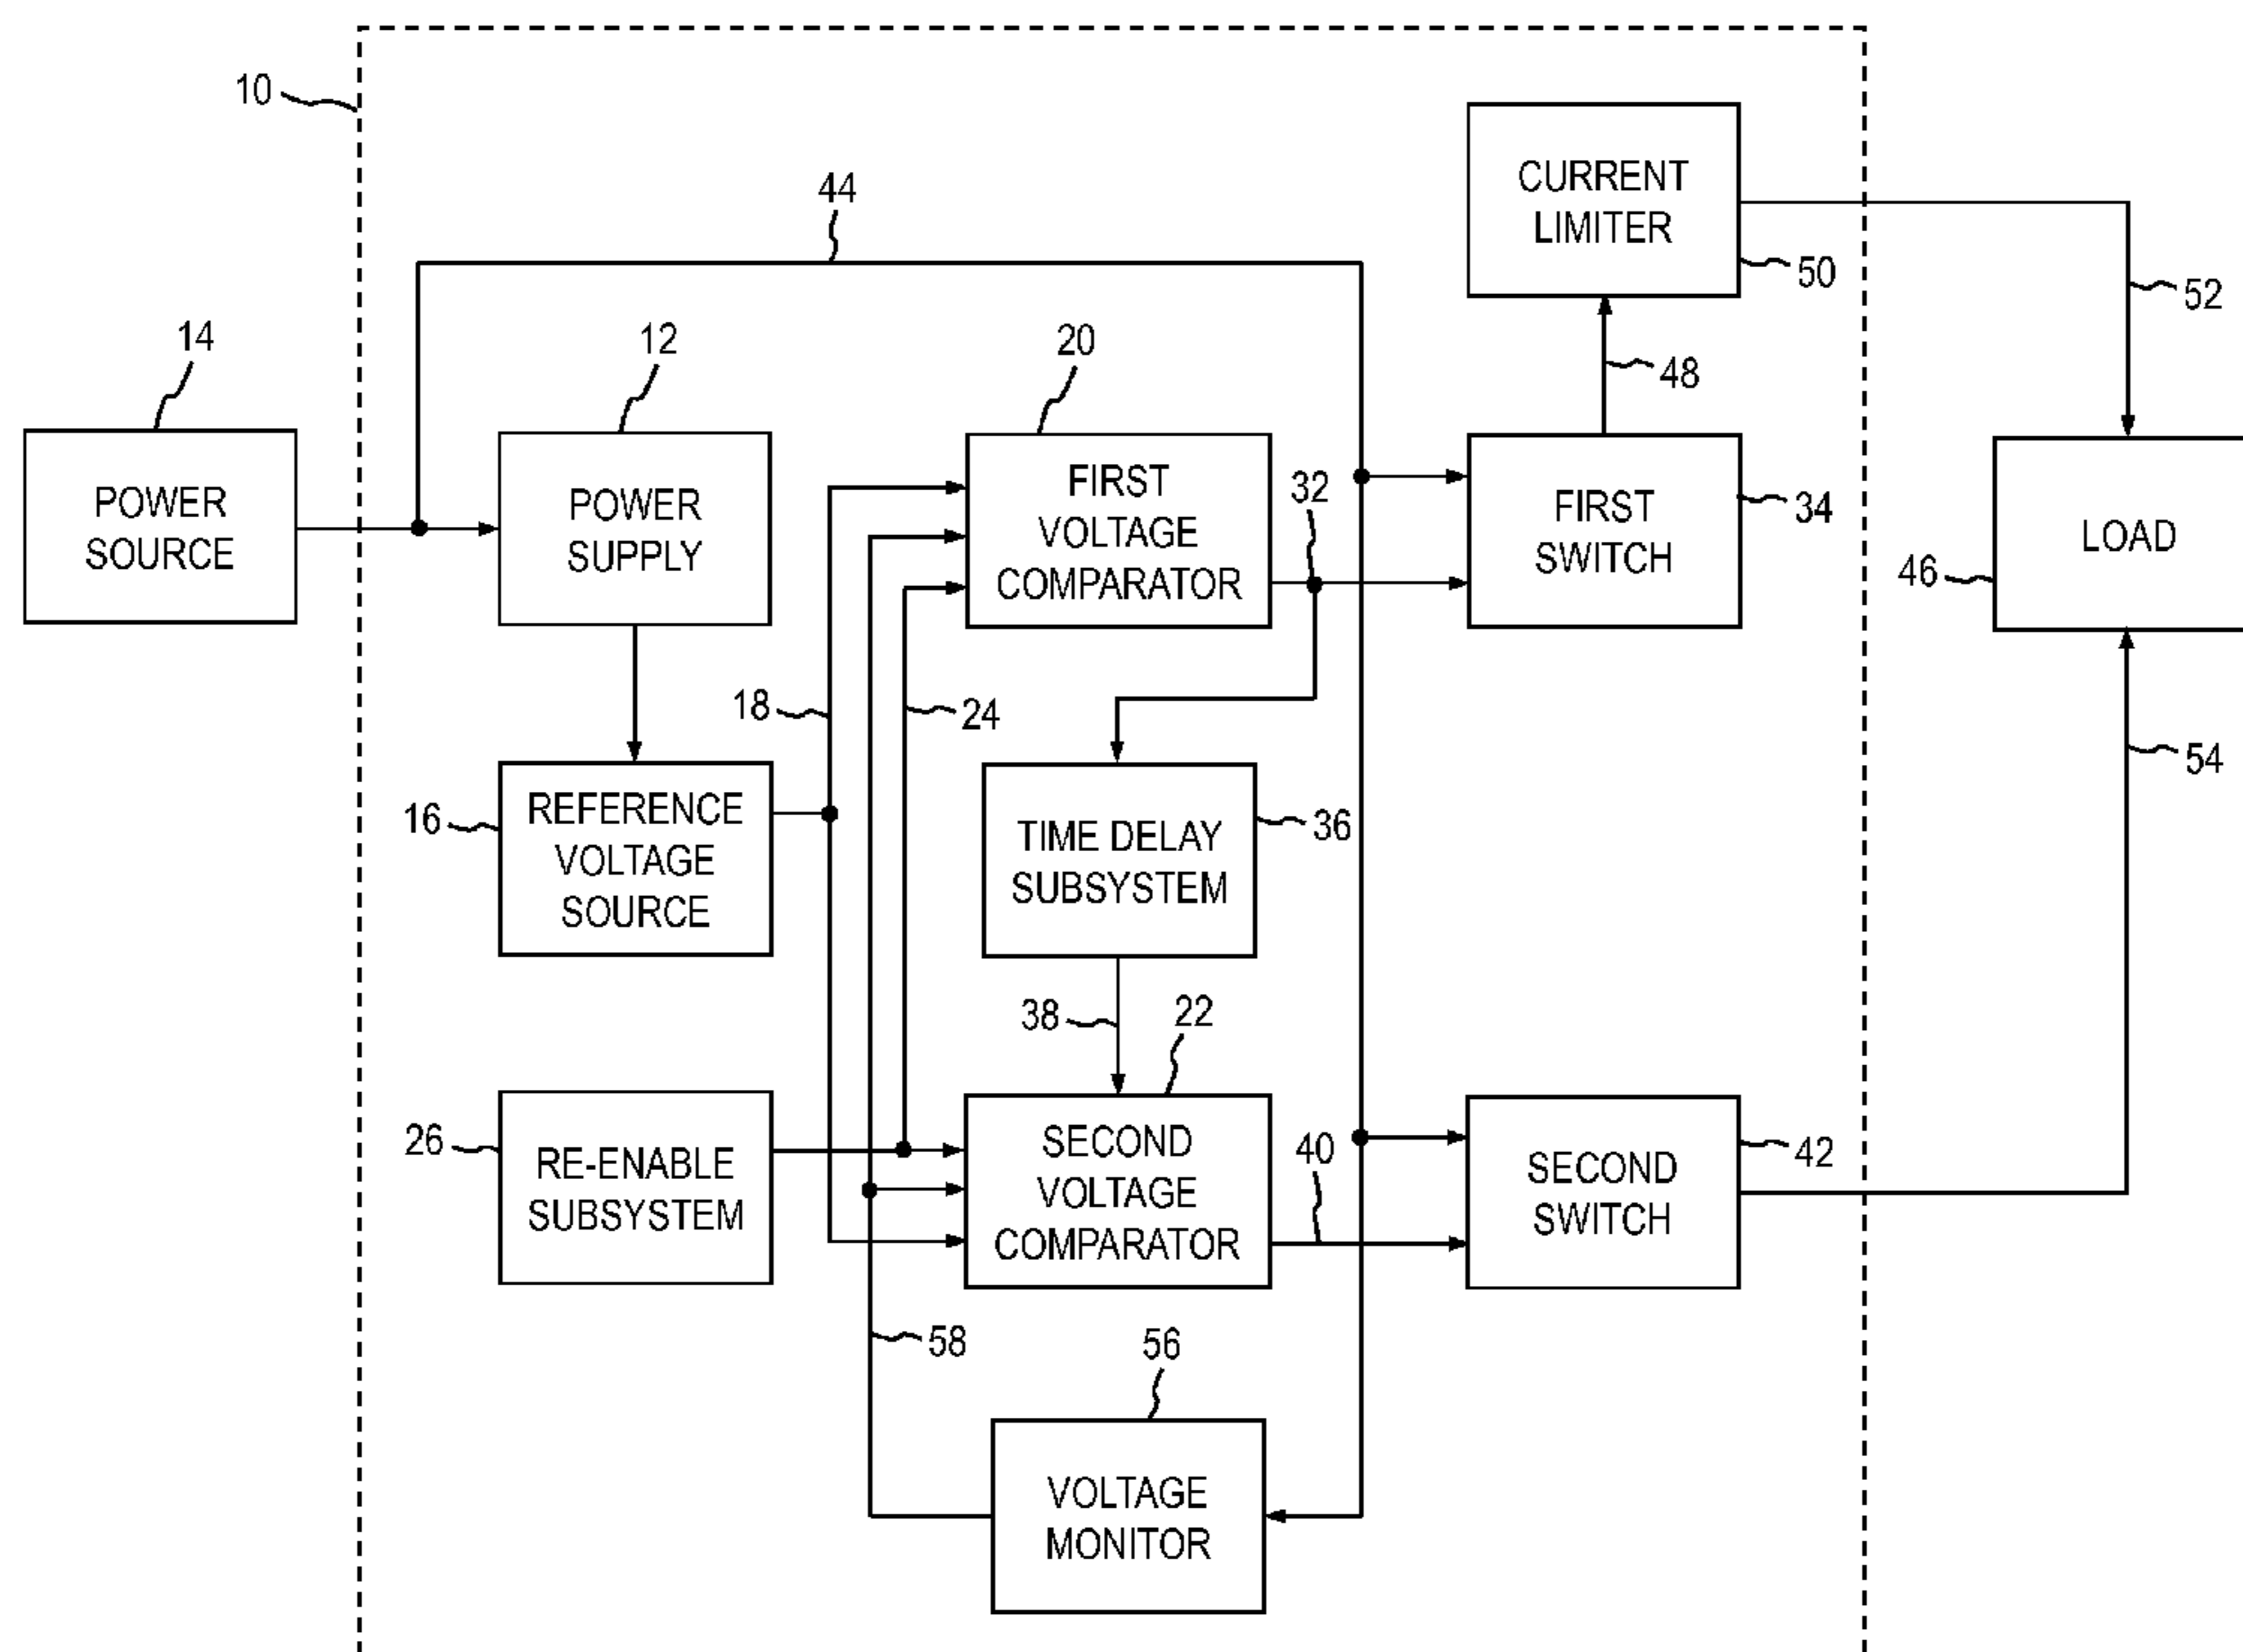 10
44
CURRENT
LIMITER
50
52
14
12
20
48
POWER
SOURCE
POWER
SUPPLY
FIRST
VOLTAGE
COMPARATOR
32
FIRST
SWITCH
34
LOAD
46
18
24
54
16
REFERENCE
VOLTAGE
SOURCE
TIME DELAY
SUBSYSTEM
36
38
22
26
RE-ENABLE
SUBSYSTEM
SECOND
VOLTAGE
COMPARATOR
40
SECOND
SWITCH
42
58
56
VOLTAGE
MONITOR